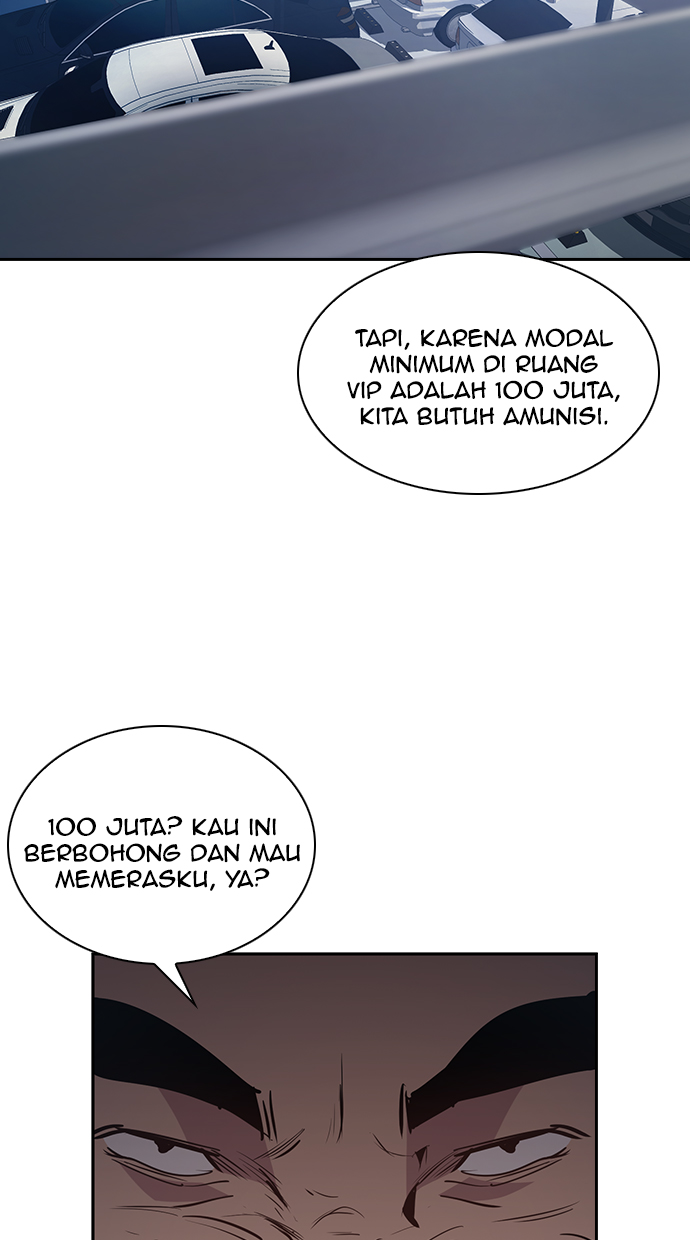 TAPI, KARENA MODAL
MINIMUM DI RUANG
VIP ADALAH 100 JUTA,
KITA BUTUH AMUNISI.
100 JUTA? KAU INI
BERBOHONG DAN MAU
MEMERASKU, YA?